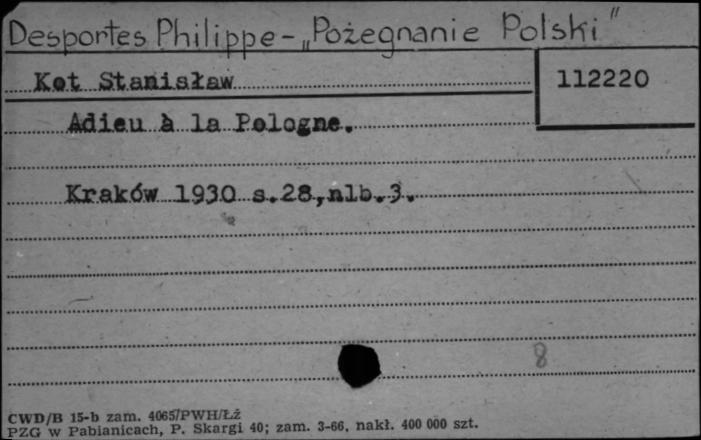 Desportes Philippe - „Pożegnanie Polski"
Kot Stanisław
112220
Adieu à la Pologne.
Kraków 1930 s.28,nlb.3.
8
CWD/B 15-b zam. 4065/PWH/Łź
PZG w Pabianicach, P. Skargi 40; zam. 3-66, nakł. 400 000 szt.